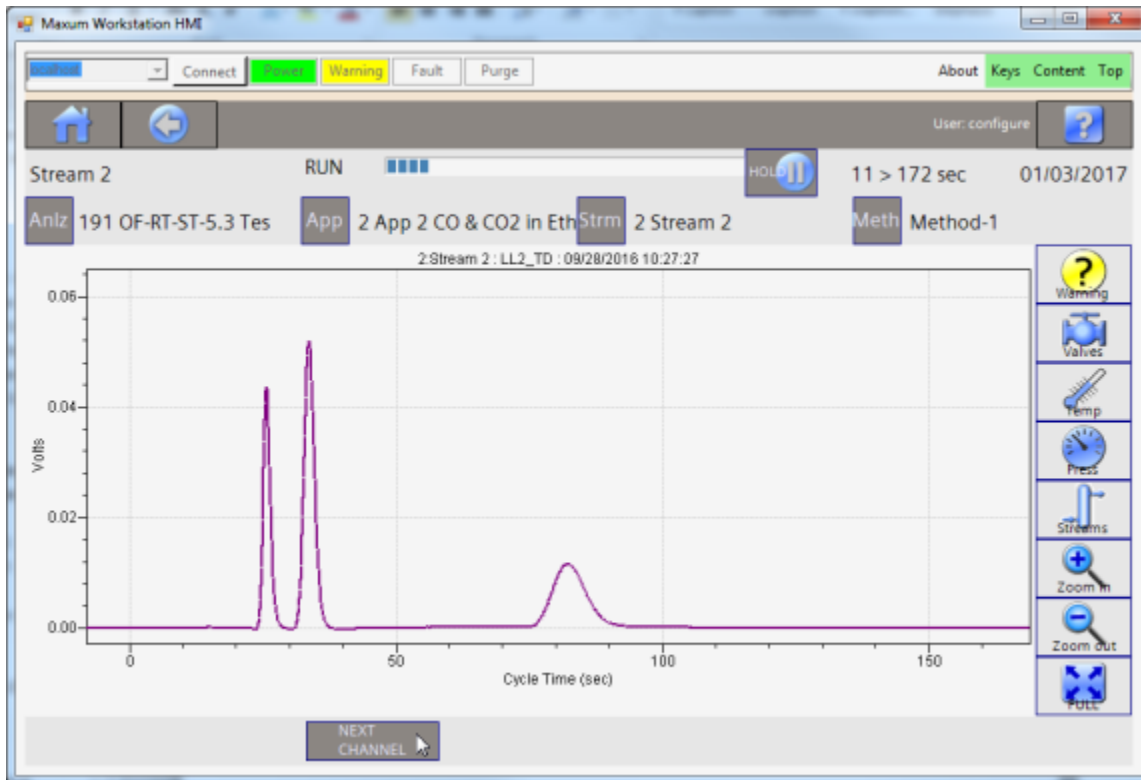 Maxum Workstation HMI
localhost Connect Power Warning Fault Purge About Keys Content Top
User: configure
Stream 2 RUN HOLD 11 > 172 sec 01/03/2017
Anlz 191 OF-RT-ST-5.3 Tes App 2 App 2 CO & CO2 in Eth Strm 2 Stream 2 Meth Method-1
2:Stream 2 : LL2_TD : 09/28/2016 10:27:27
0.06
0.04
0.02
0.00
Volts
0 50 100 150
Cycle Time (sec)
Warning
Valves
Temp
Press
Streams
Zoom in
Zoom out
FULL
NEXT
CHANNEL